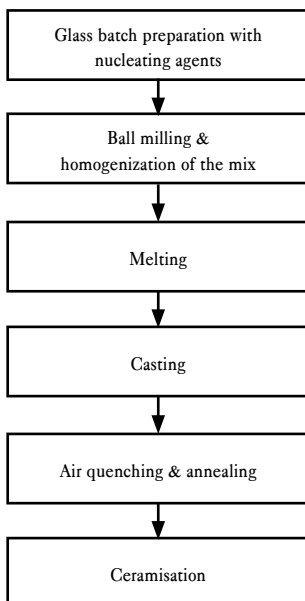 Glass batch preparation with
nucleating agents
Ball milling &
homogenization of the mix
Melting
Casting
Air quenching & annealing
Ceramisation